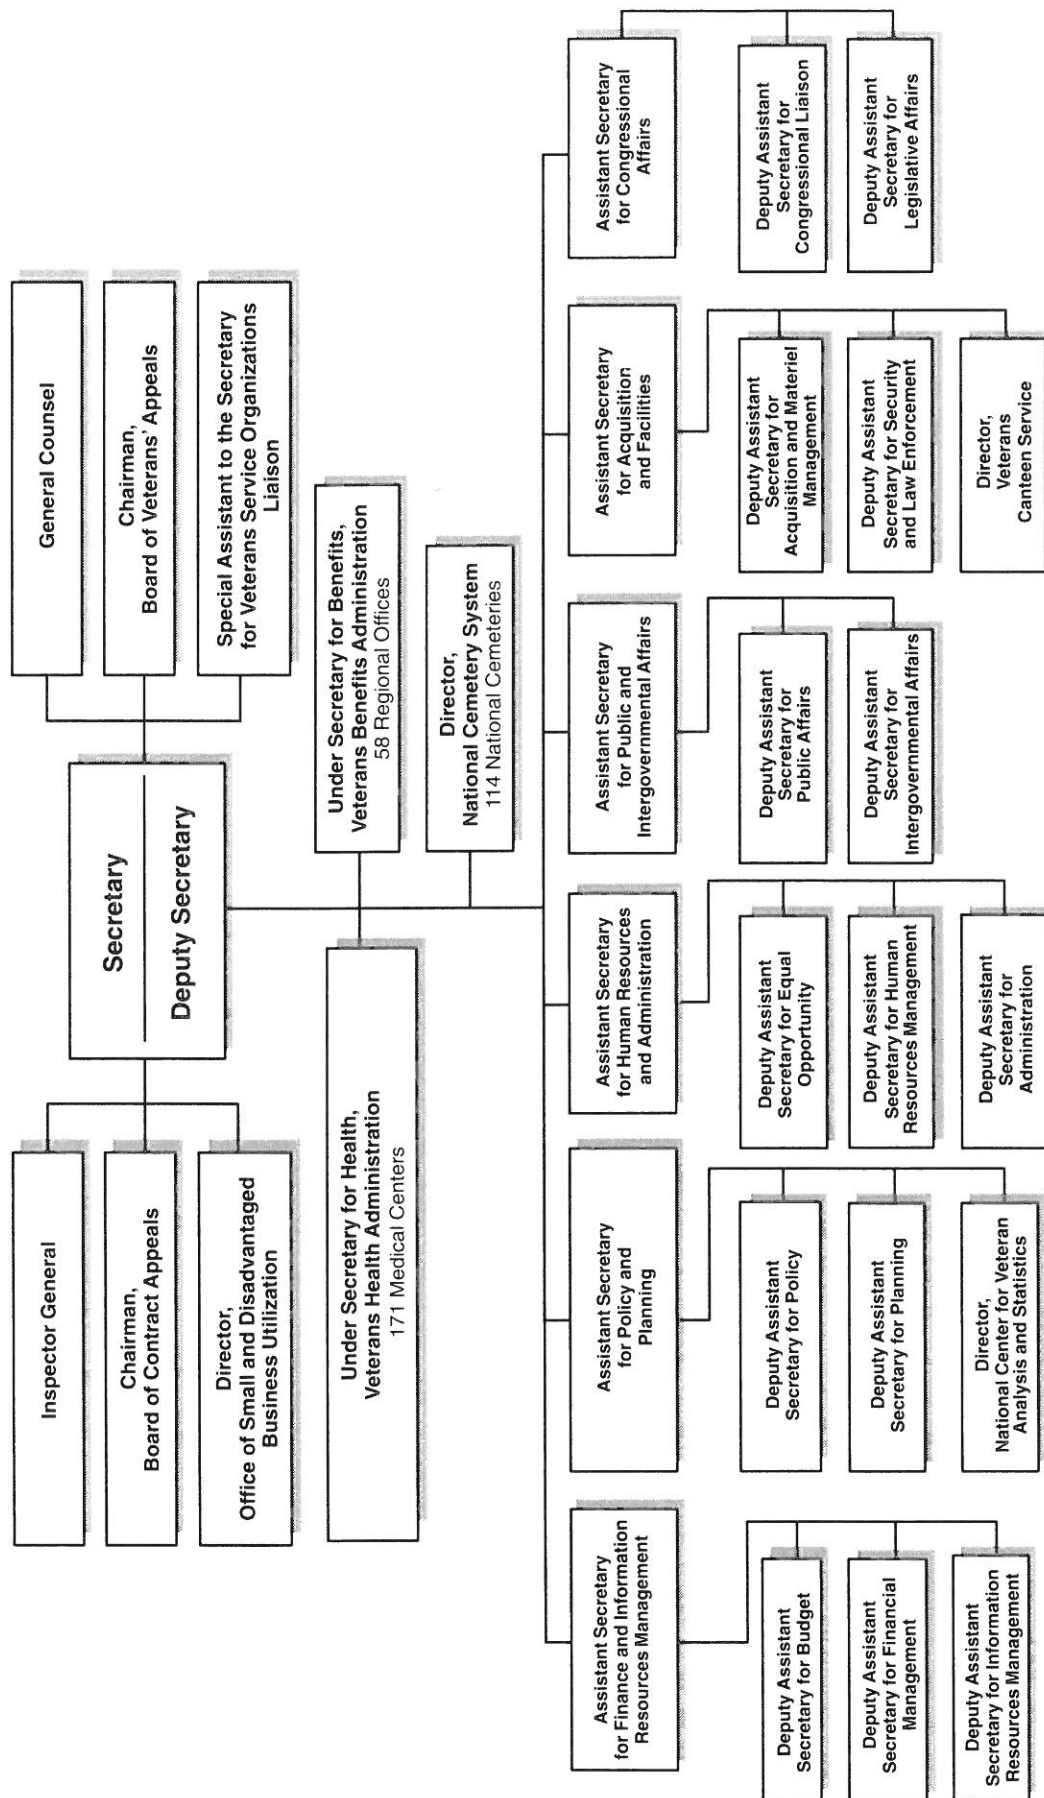 Secretary
Deputy Secretary
Inspector General
Chairman,
Board of Contract Appeals
Director,
Office of Small and Disadvantaged
Business Utilization
General Counsel
Chairman,
Board of Veterans' Appeals
Special Assistant to the Secretary
for Veterans Service Organizations
Liaison
Under Secretary for Health,
Veterans Health Administration
171 Medical Centers
Under Secretary for Benefits,
Veterans Benefits Administration
58 Regional Offices
Director,
National Cemetery System
114 National Cemeteries
Assistant Secretary
for Finance and Information
Resources Management
Deputy Assistant
Secretary for Budget
Deputy Assistant
Secretary for Financial
Management
Deputy Assistant
Secretary for Information
Resources Management
Assistant Secretary
for Policy and
Planning
Deputy Assistant
Secretary for Policy
Deputy Assistant
Secretary for Planning
Director,
National Center for Veteran
Analysis and Statistics
Assistant Secretary
for Human Resources
and Administration
Deputy Assistant
Secretary for Equal
Opportunity
Deputy Assistant
Secretary for Human
Resources Management
Deputy Assistant
Secretary for
Administration
Assistant Secretary
for Public and
Intergovernmental Affairs
Deputy Assistant
Secretary for
Public Affairs
Deputy Assistant
Secretary for
Intergovernmental Affairs
Assistant Secretary
for Acquisition
and Facilities
Deputy Assistant
Secretary for
Acquisition and Materiel
Management
Deputy Assistant
Secretary for Security
and Law Enforcement
Director,
Veterans
Canteen Service
Assistant Secretary
for Congressional
Affairs
Deputy Assistant
Secretary for
Congressional Liaison
Deputy Assistant
Secretary for
Legislative Affairs